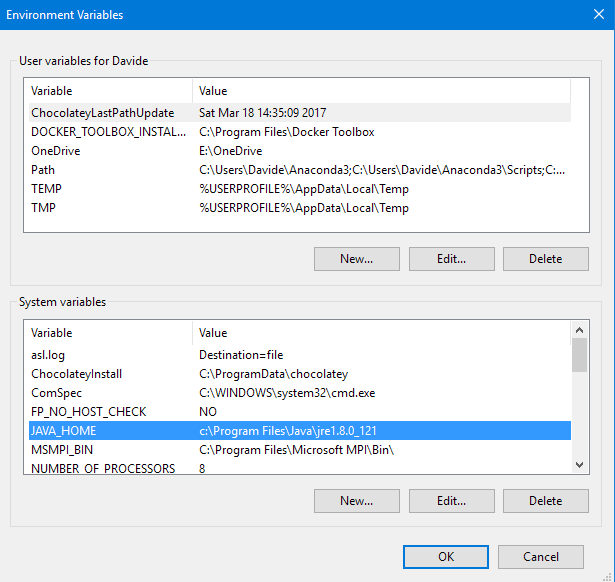 Environment Variables
User variables for Davide
Variable Value
ChocolateyLastPathUpdate Sat Mar 18 14:35:09 2017
DOCKER_TOOLBOX_INSTAL... C:\Program Files\Docker Toolbox
OneDrive E:\OneDrive
Path C:\Users\Davide\Anaconda3;C:\Users\Davide\Anaconda3\Scripts;C:...
TEMP %USERPROFILE%\AppData\Local\Temp
TMP %USERPROFILE%\AppData\Local\Temp
New... Edit... Delete
System variables
Variable Value
asl.log Destination=file
ChocolateyInstall C:\ProgramData\chocolatey
ComSpec C:\WINDOWS\system32\cmd.exe
FP_NO_HOST_CHECK NO
JAVA_HOME c:\Program Files\Java\jre1.8.0_121
MSMPI_BIN C:\Program Files\Microsoft MPI\Bin\
NUMBER_OF_PROCESSORS 8
New... Edit... Delete
OK Cancel